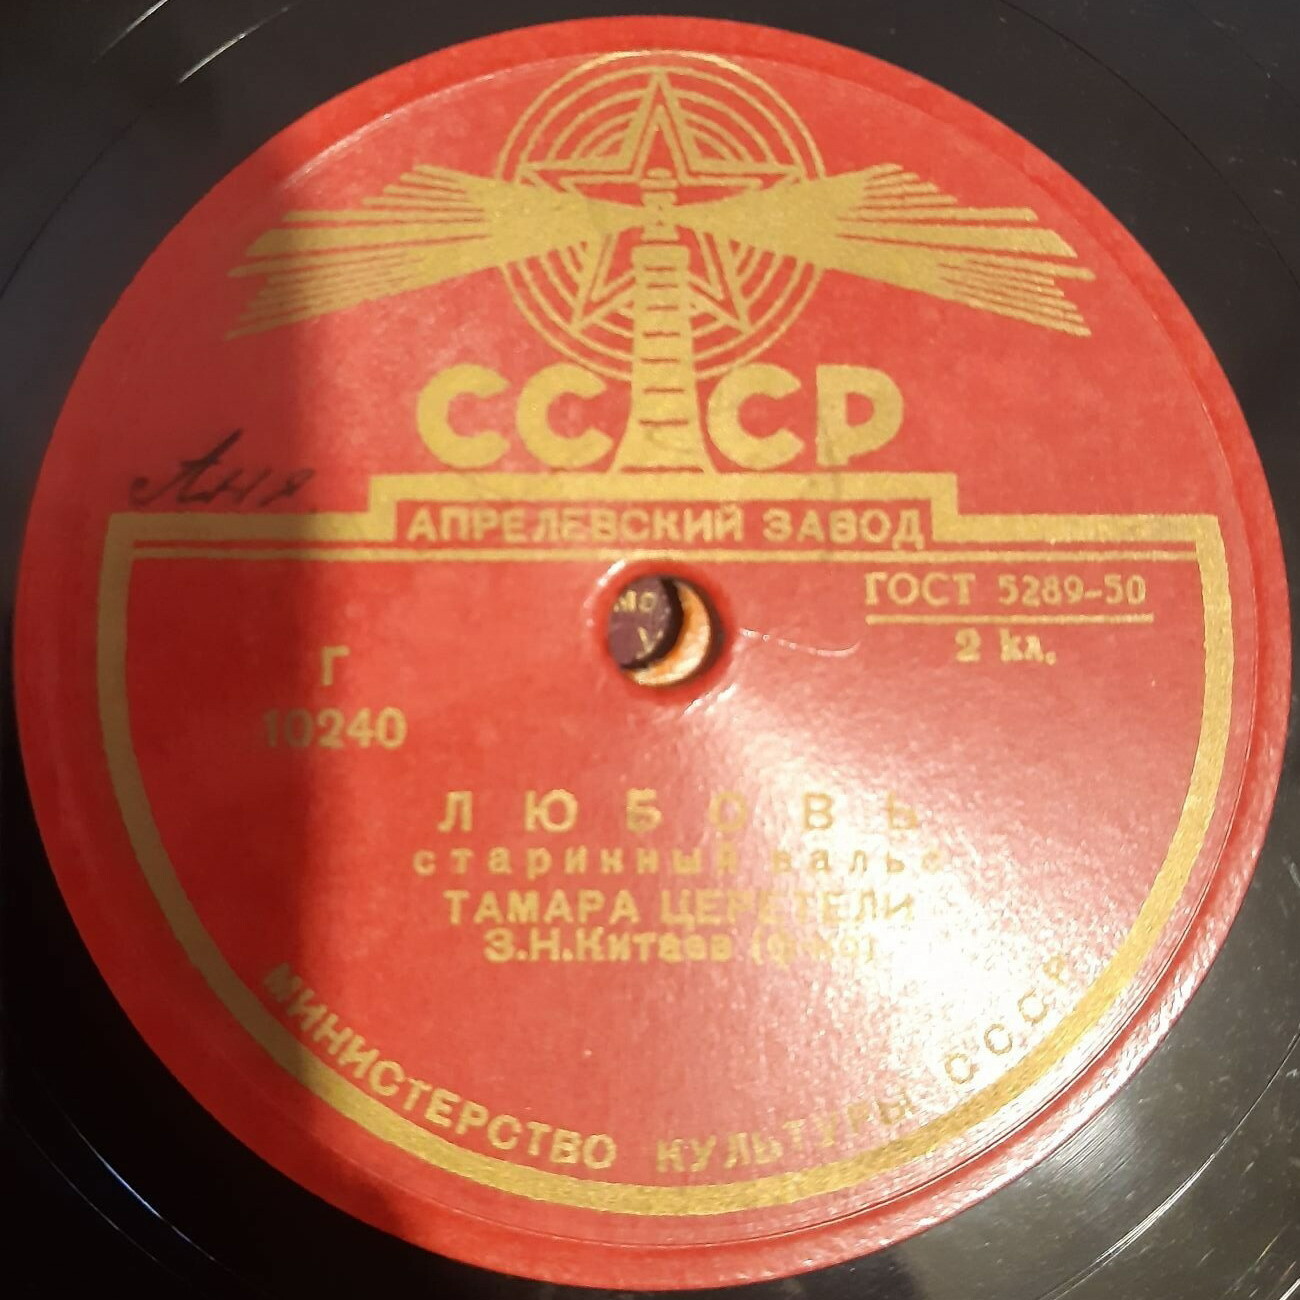 СССР
Аня
АПРЕЛЕВСКИЙ ЗАВОД
ГОСТ 5289-50
2 кл.
Г
10240
ЛЮБОВЬ
старинный вальс
ТАМАРА ЦЕРЕТЕЛИ
З.Н.Китаев (ф-но)
МИНИСТЕРСТВО КУЛЬТУРЫ СССР